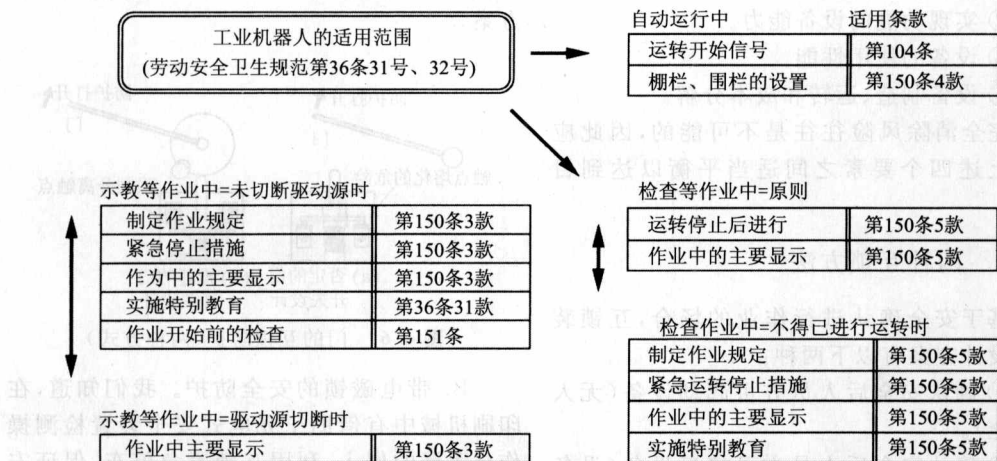 工业机器人的适用范围
(劳动安全卫生规范第36条31号、32号)
自动运行中 适用条款
运转开始信号 第104条
棚栏、围栏的设置 第150条4款
示教等作业中=未切断驱动源时
制定作业规定 第150条3款
紧急停止措施 第150条3款
作为中的主要显示 第150条3款
实施特别教育 第36条31款
作业开始前的检查 第151条
示教等作业中=驱动源切断时
作业中主要显示 第150条3款
检查等作业中=原则
运转停止后进行 第150条5款
作业中的主要显示 第150条5款
检查作业中=不得已进行运转时
制定作业规定 第150条5款
紧急运转停止措施 第150条5款
作业中的主要显示 第150条5款
实施特别教育 第150条5款